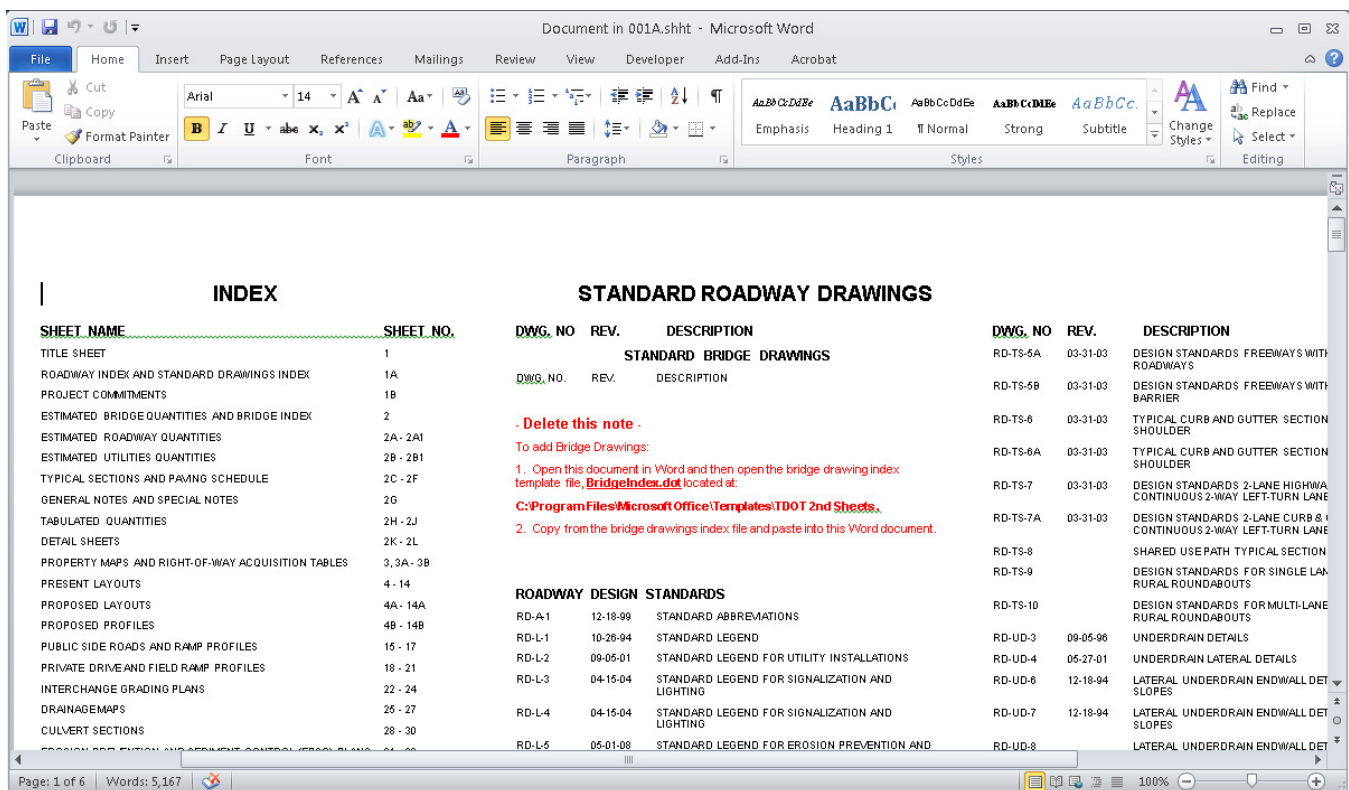 Document in 001A.shht - Microsoft Word
File Home Insert Page Layout References Mailings Review View Developer Add-Ins Acrobat
Paste
Cut
Copy
Format Painter
Clipboard
Arial 14
Font
Paragraph
AaBbCcDdEe AaBbC AaBbCcDdEe AaBbCcDdEe AaBbCc.
Emphasis Heading 1 ¶ Normal Strong Subtitle
Change Styles
Styles
Find
Replace
Select
Editing
INDEX
SHEET NAME SHEET NO.
TITLE SHEET 1
ROADWAY INDEX AND STANDARD DRAWINGS INDEX 1A
PROJECT COMMITMENTS 1B
ESTIMATED BRIDGE QUANTITIES AND BRIDGE INDEX 2
ESTIMATED ROADWAY QUANTITIES 2A - 2A1
ESTIMATED UTILITIES QUANTITIES 2B - 2B1
TYPICAL SECTIONS AND PAVING SCHEDULE 2C - 2F
GENERAL NOTES AND SPECIAL NOTES 2G
TABULATED QUANTITIES 2H - 2J
DETAIL SHEETS 2K - 2L
PROPERTY MAPS AND RIGHT-OF-WAY ACQUISITION TABLES 3, 3A - 3B
PRESENT LAYOUTS 4 - 14
PROPOSED LAYOUTS 4A - 14A
PROPOSED PROFILES 4B - 14B
PUBLIC SIDE ROADS AND RAMP PROFILES 15 - 17
PRIVATE DRIVE AND FIELD RAMP PROFILES 18 - 21
INTERCHANGE GRADING PLANS 22 - 24
DRAINAGE MAPS 25 - 27
CULVERT SECTIONS 28 - 30
STANDARD ROADWAY DRAWINGS
DWG. NO REV. DESCRIPTION
STANDARD BRIDGE DRAWINGS
DWG. NO. REV. DESCRIPTION
- Delete this note -
To add Bridge Drawings:
1. Open this document in Word and then open the bridge drawing index
template file, BridgeIndex.dot located at:
C:\Program Files\Microsoft Office\Templates\TDOT 2nd Sheets.
2. Copy from the bridge drawings index file and paste into this Word document.
ROADWAY DESIGN STANDARDS
RD-A-1 12-18-99 STANDARD ABBREVIATIONS
RD-L-1 10-26-94 STANDARD LEGEND
RD-L-2 09-05-01 STANDARD LEGEND FOR UTILITY INSTALLATIONS
RD-L-3 04-15-04 STANDARD LEGEND FOR SIGNALIZATION AND
LIGHTING
RD-L-4 04-15-04 STANDARD LEGEND FOR SIGNALIZATION AND
LIGHTING
RD-L-5 05-01-08 STANDARD LEGEND FOR EROSION PREVENTION AND
DWG. NO REV. DESCRIPTION
RD-TS-5A 03-31-03 DESIGN STANDARDS FREEWAYS WITH
ROADWAYS
RD-TS-5B 03-31-03 DESIGN STANDARDS FREEWAYS WITH
BARRIER
RD-TS-6 03-31-03 TYPICAL CURB AND GUTTER SECTION
SHOULDER
RD-TS-6A 03-31-03 TYPICAL CURB AND GUTTER SECTION
SHOULDER
RD-TS-7 03-31-03 DESIGN STANDARDS 2-LANE HIGHWA
CONTINUOUS 2-WAY LEFT-TURN LANE
RD-TS-7A 03-31-03 DESIGN STANDARDS 2-LANE CURB &
CONTINUOUS 2-WAY LEFT-TURN LANE
RD-TS-8 SHARED USE PATH TYPICAL SECTION
RD-TS-9 DESIGN STANDARDS FOR SINGLE LAN
RURAL ROUNDABOUTS
RD-TS-10 DESIGN STANDARDS FOR MULTI-LANE
RURAL ROUNDABOUTS
RD-UD-3 09-05-96 UNDERDRAIN DETAILS
RD-UD-4 05-27-01 UNDERDRAIN LATERAL DETAILS
RD-UD-6 12-18-94 LATERAL UNDERDRAIN ENDWALL DET
SLOPES
RD-UD-7 12-18-94 LATERAL UNDERDRAIN ENDWALL DET
SLOPES
RD-UD-8 LATERAL UNDERDRAIN ENDWALL DET
Page: 1 of 6 Words: 5,167 100%